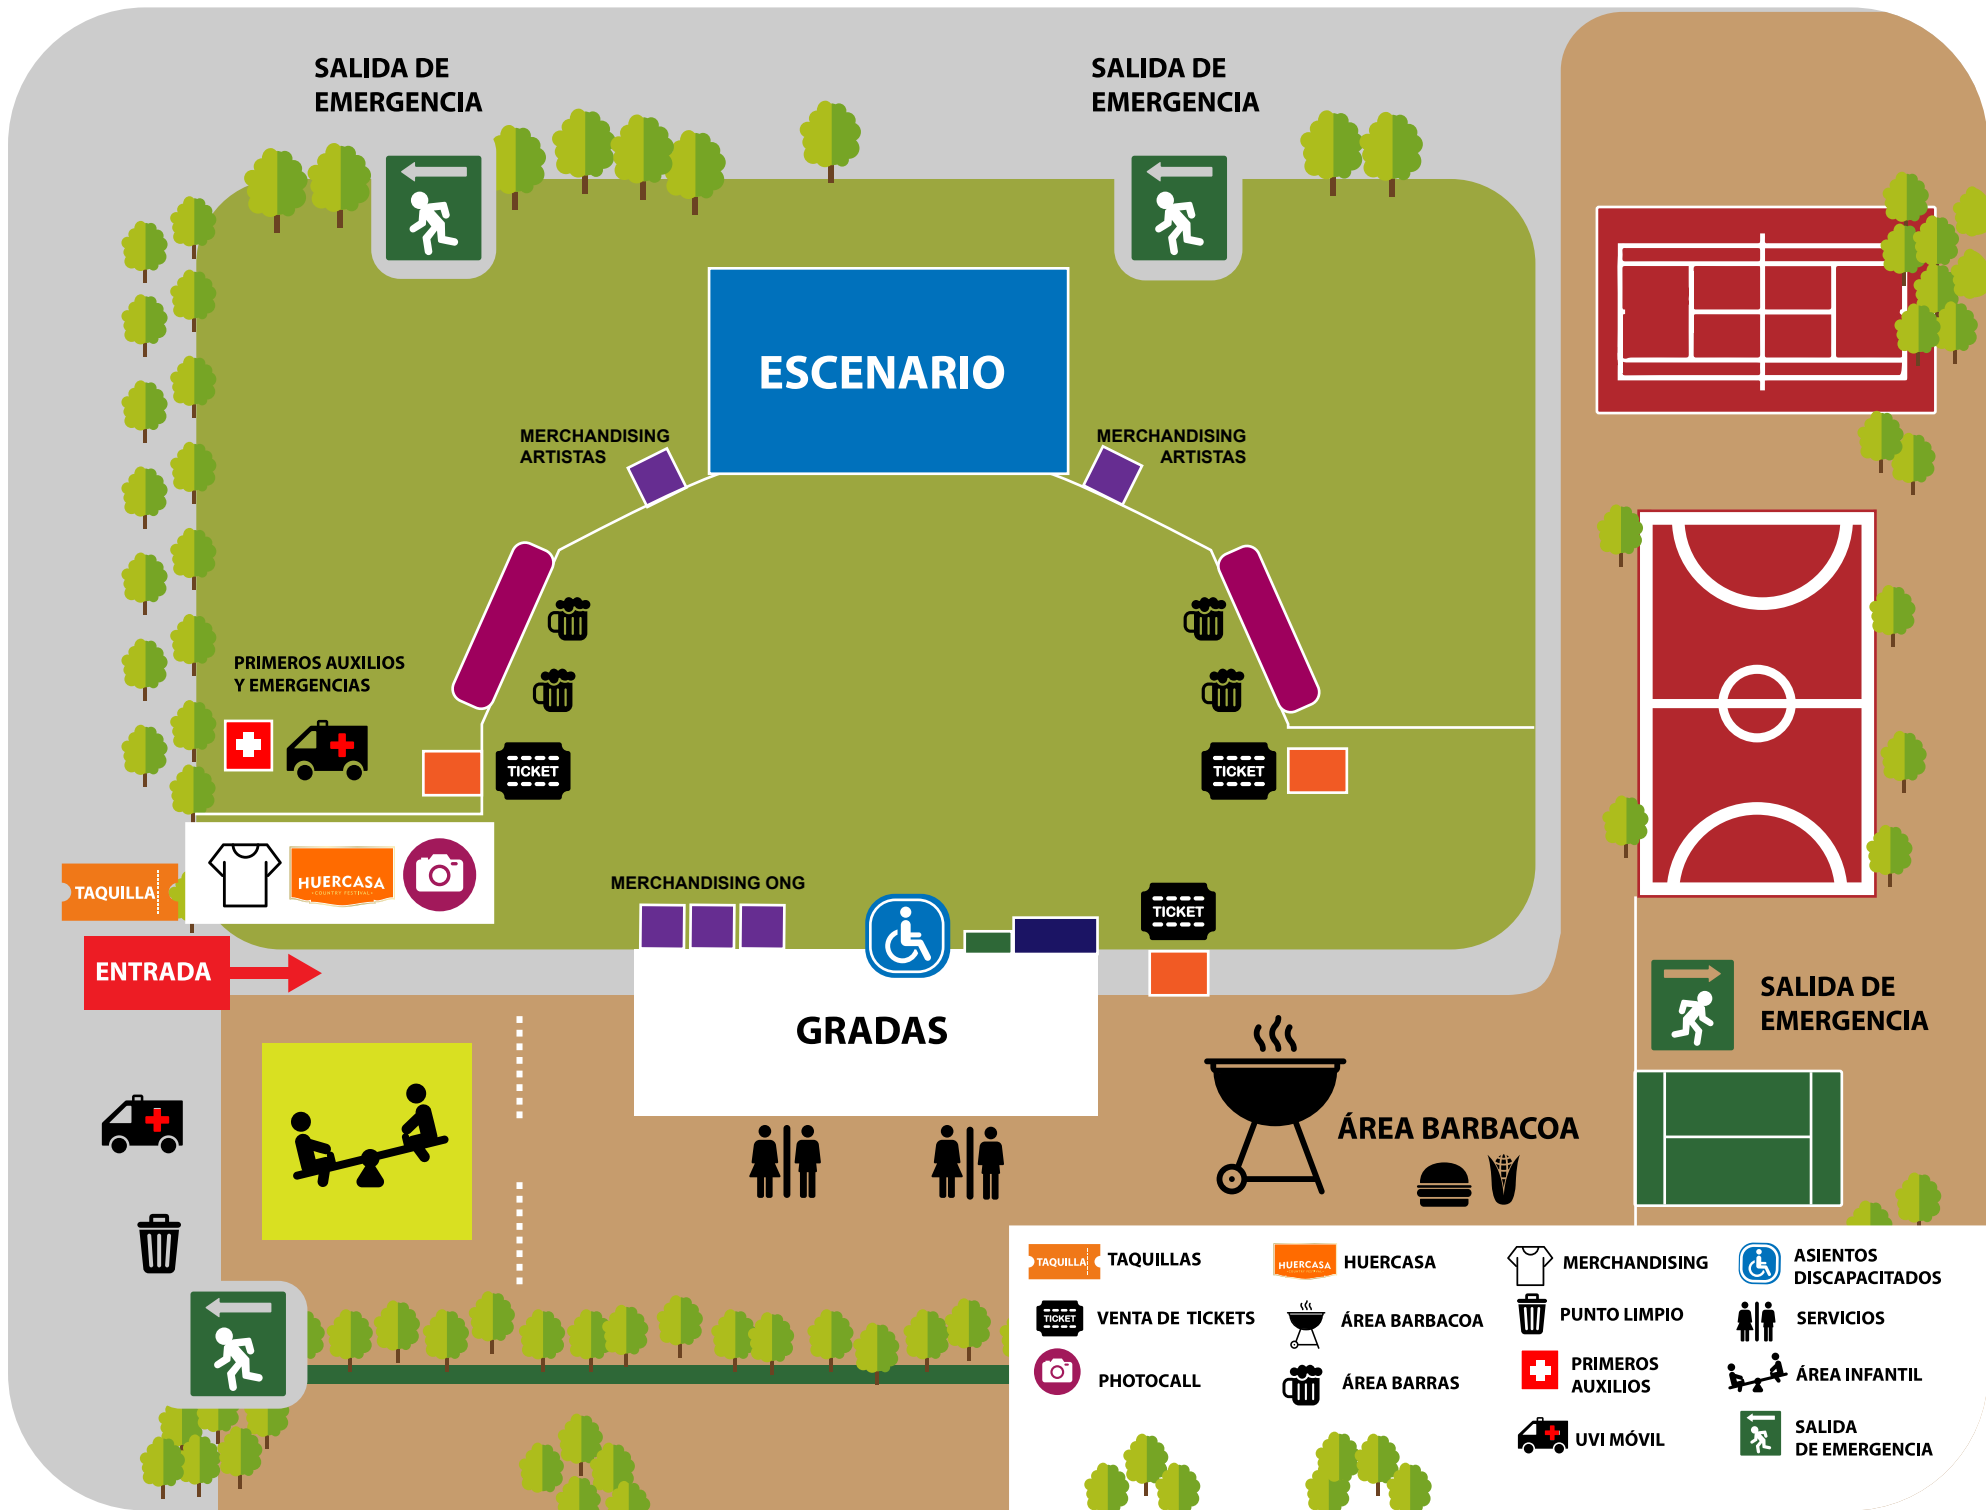 SALIDA DE
EMERGENCIA
SALIDA DE
EMERGENCIA
ESCENARIO
MERCHANDISING
ARTISTAS
MERCHANDISING
ARTISTAS
PRIMEROS AUXILIOS
Y EMERGENCIAS
TICKET
TICKET
TAQUILLA
HUERCASA
COUNTRY FESTIVAL
MERCHANDISING ONG
TICKET
ENTRADA
GRADAS
SALIDA DE
EMERGENCIA
ÁREA BARBACOA
TAQUILLA
TAQUILLAS
HUERCASA
HUERCASA
MERCHANDISING
ASIENTOS
DISCAPACITADOS
TICKET
VENTA DE TICKETS
ÁREA BARBACOA
PUNTO LIMPIO
SERVICIOS
PHOTOCALL
ÁREA BARRAS
PRIMEROS
AUXILIOS
ÁREA INFANTIL
UVI MÓVIL
SALIDA
DE EMERGENCIA